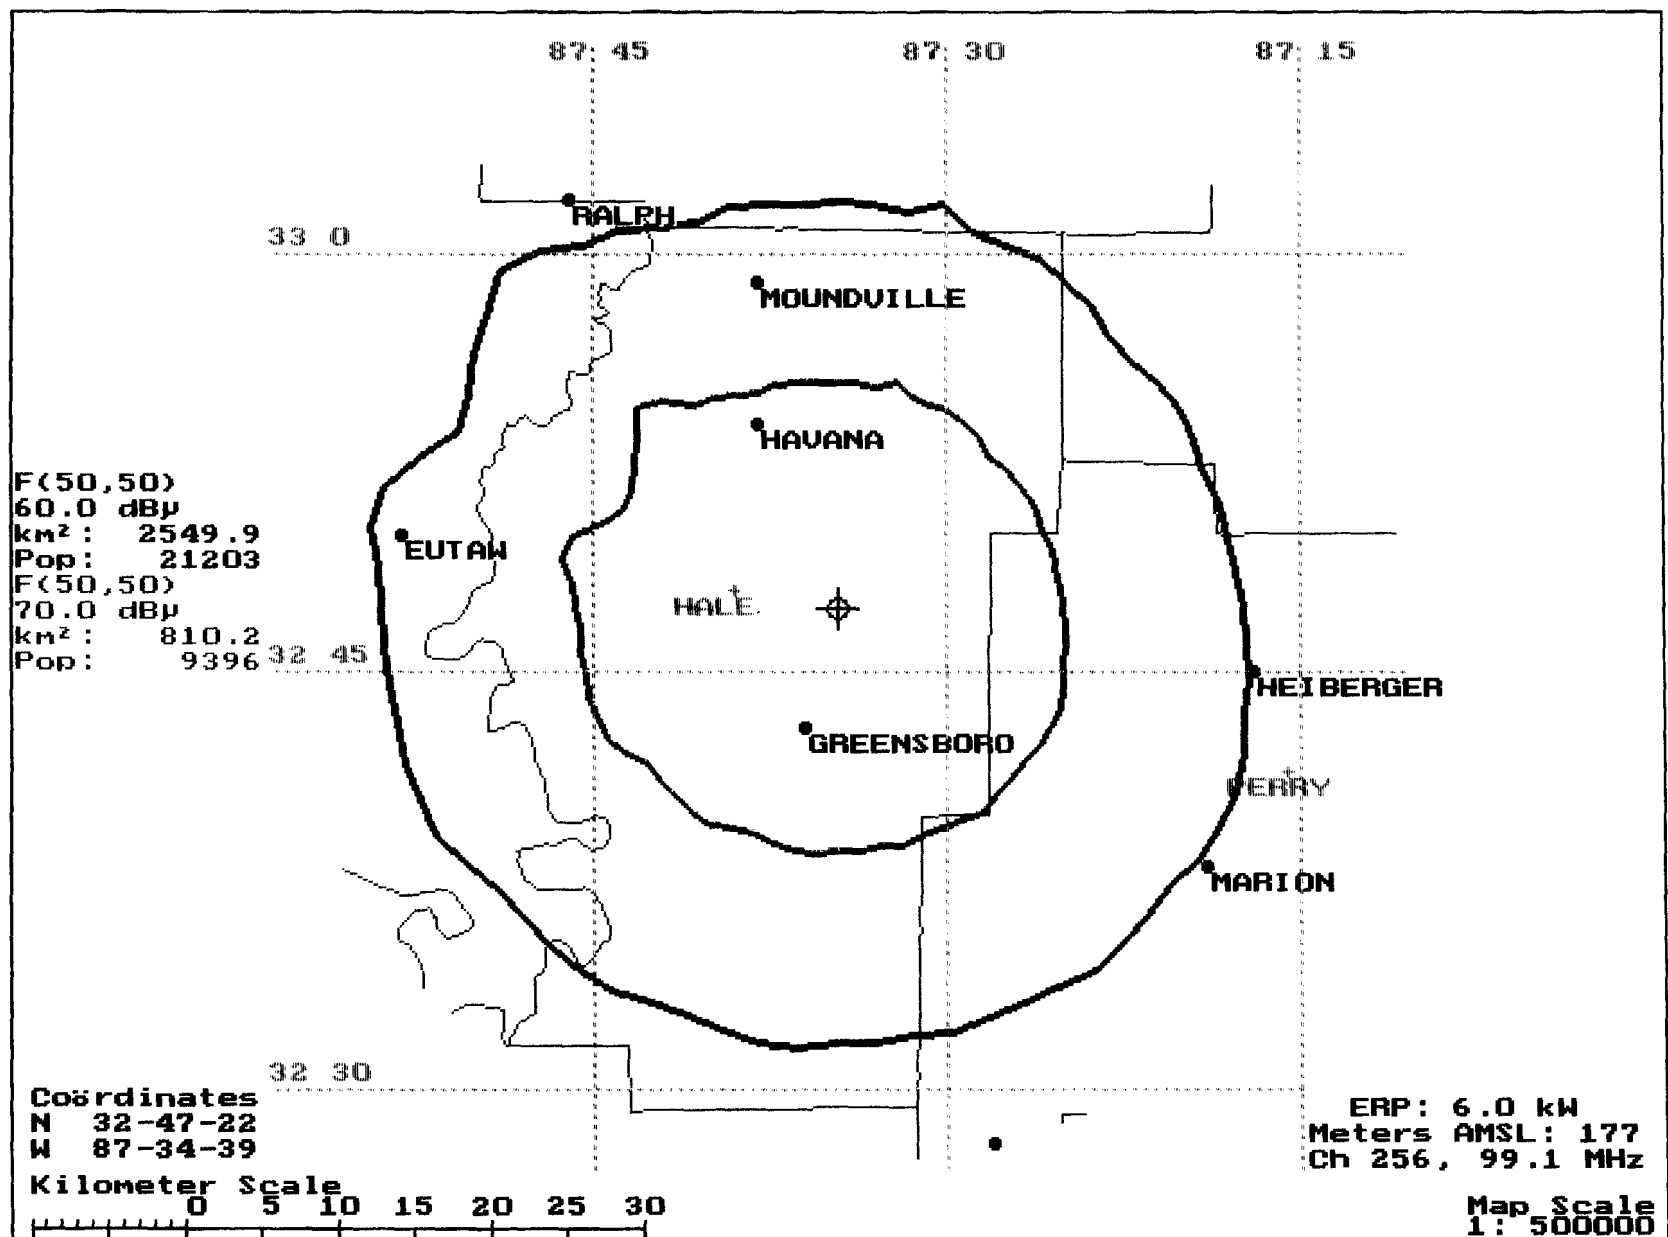 87 45 87 30 87 15
RALPH
33 0
MOUNDVILLE
HAVANA
F(50,50)
60.0 dBµ
km²: 2549.9
Pop: 21203
F(50,50)
70.0 dBµ
km²: 810.2
Pop: 9396
EUTAW
HALE
32 45
HEIBERGER
GREENSBORO
PERRY
MARION
32 30
Coördinates
N 32-47-22
W 87-34-39
Kilometer Scale
0 5 10 15 20 25 30
ERP: 6.0 kW
Meters AMSL: 177
Ch 256, 99.1 MHz
Map Scale
1: 500000